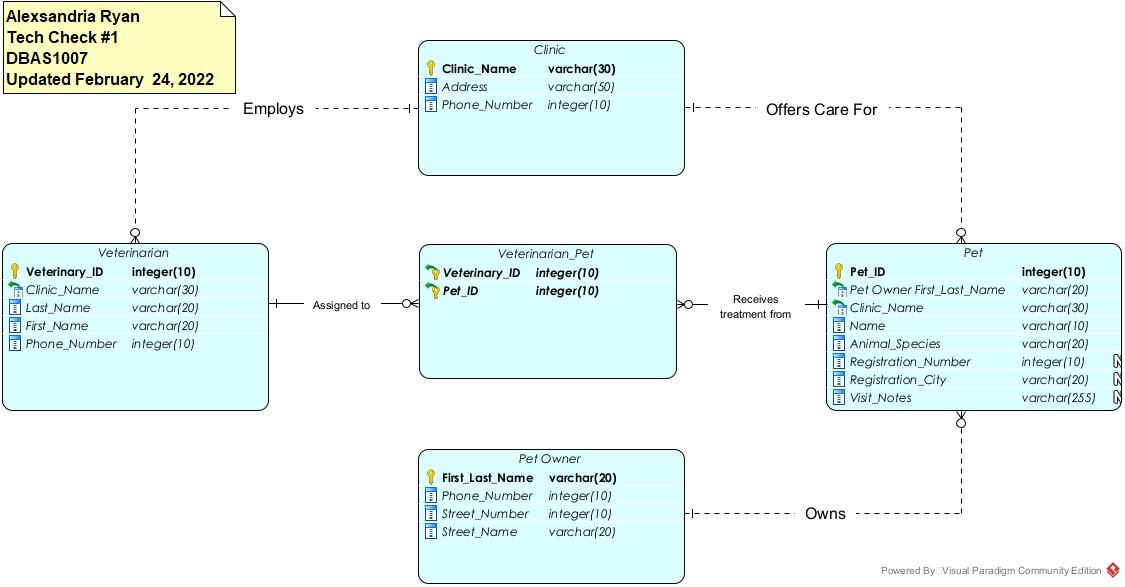 Alexsandria Ryan
Tech Check #1
DBAS1007
Updated February 24, 2022
Clinic
Clinic_Name varchar(30)
Address varchar(50)
Phone_Number integer(10)
Employs
Offers Care For
Veterinarian
Veterinary_ID integer(10)
Clinic_Name varchar(30)
Last_Name varchar(20)
First_Name varchar(20)
Phone_Number integer(10)
Assigned to
Veterinarian_Pet
Veterinary_ID integer(10)
Pet_ID integer(10)
Receives
treatment from
Pet
Pet_ID integer(10)
Pet Owner First_Last_Name varchar(20)
Clinic_Name varchar(30)
Name varchar(10)
Animal_Species varchar(20)
Registration_Number integer(10) N
Registration_City varchar(20) N
Visit_Notes varchar(255) N
Pet Owner
First_Last_Name varchar(20)
Phone_Number integer(10)
Street_Number integer(10)
Street_Name varchar(20)
Owns
Powered By Visual Paradigm Community Edition